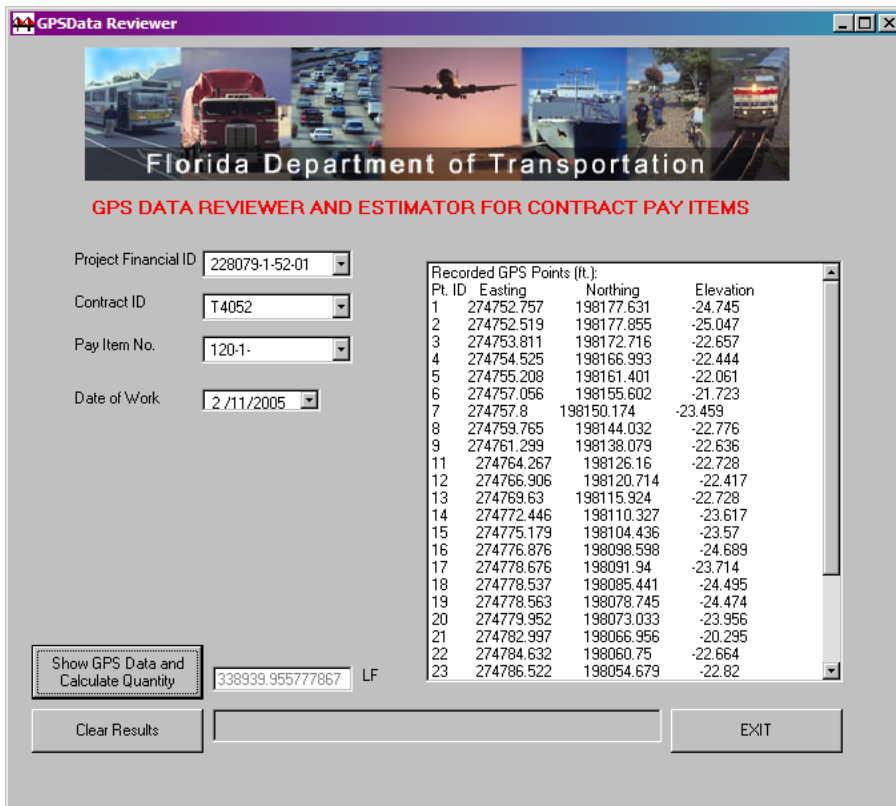 GPSData Reviewer
Florida Department of Transportation
GPS DATA REVIEWER AND ESTIMATOR FOR CONTRACT PAY ITEMS
Project Financial ID 228079-1-52-01
Contract ID T4052
Pay Item No. 120-1-
Date of Work 2 /11/2005
Recorded GPS Points (ft.):
Pt. ID Easting Northing Elevation
1 274752.757 198177.631 -24.745
2 274752.519 198177.855 -25.047
3 274753.811 198172.716 -22.657
4 274754.525 198166.993 -22.444
5 274755.208 198161.401 -22.061
6 274757.056 198155.602 -21.723
7 274757.8 198150.174 -23.459
8 274759.765 198144.032 -22.776
9 274761.299 198138.079 -22.636
11 274764.267 198126.16 -22.728
12 274766.906 198120.714 -22.417
13 274769.63 198115.924 -22.728
14 274772.446 198110.327 -23.617
15 274775.179 198104.436 -23.57
16 274776.876 198098.598 -24.689
17 274778.676 198091.94 -23.714
18 274778.537 198085.441 -24.495
19 274778.563 198078.745 -24.474
20 274779.952 198073.033 -23.956
21 274782.997 198066.956 -20.295
22 274784.632 198060.75 -22.664
23 274786.522 198054.679 -22.82
Show GPS Data and
Calculate Quantity
338939.955777867 LF
Clear Results
EXIT